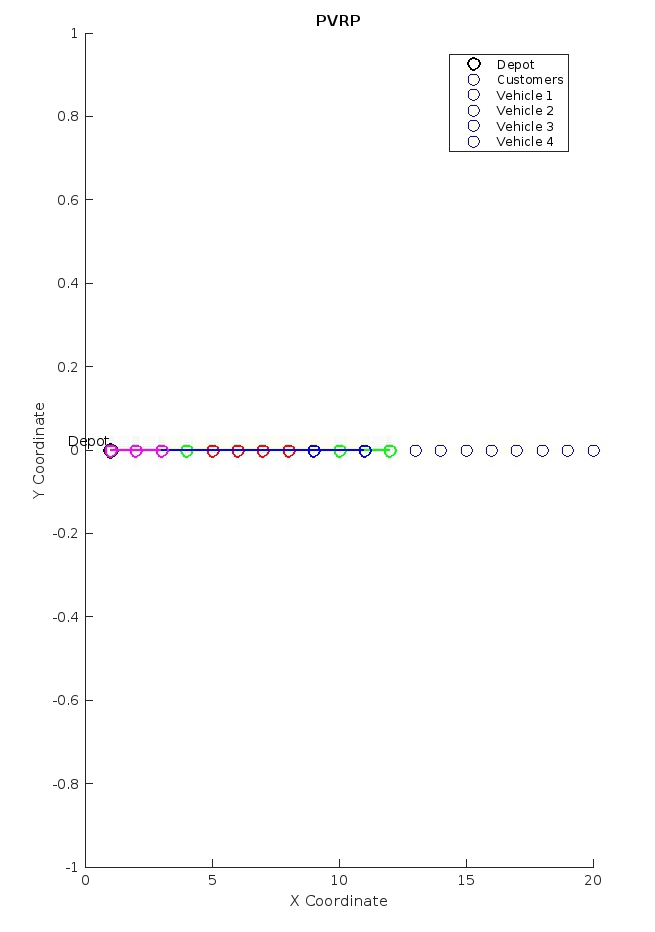 PVRP
Depot
Customers
Vehicle 1
Vehicle 2
Vehicle 3
Vehicle 4
1
0.8
0.6
0.4
0.2
Depot
0
-0.2
-0.4
-0.6
-0.8
-1
Y Coordinate
0 5 10 15 20
X Coordinate